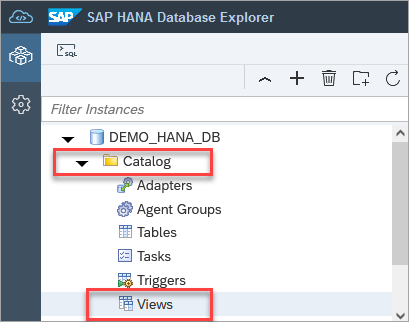 SAP SAP HANA Database Explorer
SQL
Filter Instances
DEMO_HANA_DB
Catalog
Adapters
Agent Groups
Tables
Tasks
Triggers
Views